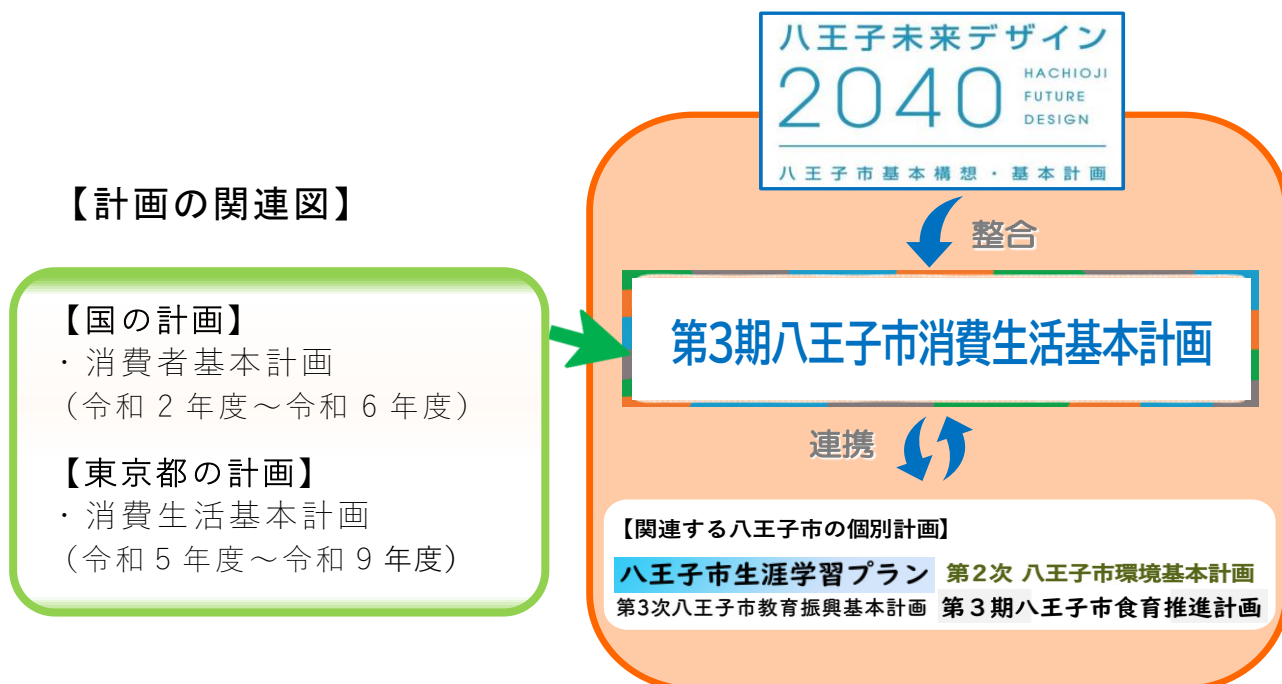 【計画の関連図】
【国の計画】
・消費者基本計画
（令和２年度～令和６年度）
【東京都の計画】
・消費生活基本計画
（令和５年度～令和９年度）
八王子未来デザイン
2040
HACHIOJI
FUTURE
DESIGN
八王子市基本構想・基本計画
整合
第3期八王子市消費生活基本計画
連携
【関連する八王子市の個別計画】
八王子市生涯学習プラン 第2次 八王子市環境基本計画
第3次八王子市教育振興基本計画 第３期八王子市食育推進計画